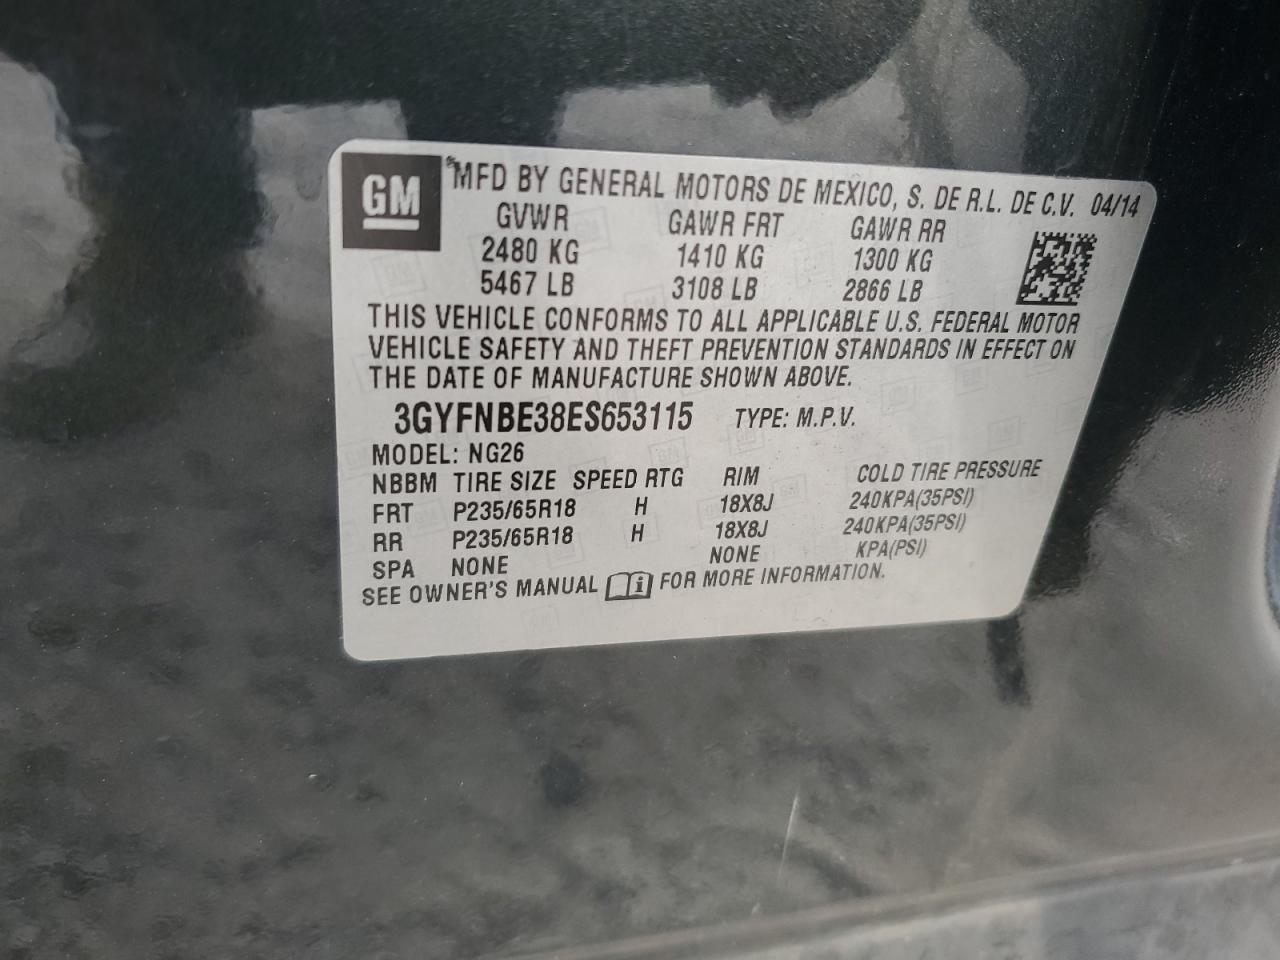 GM
MFD BY GENERAL MOTORS DE MEXICO, S. DE R.L. DE C.V. 04/14
GVWR GAWR FRT GAWR RR
2480 KG 1410 KG 1300 KG
5467 LB 3108 LB 2866 LB
THIS VEHICLE CONFORMS TO ALL APPLICABLE U.S. FEDERAL MOTOR
VEHICLE SAFETY AND THEFT PREVENTION STANDARDS IN EFFECT ON
THE DATE OF MANUFACTURE SHOWN ABOVE.
3GYFNBE38ES653115 TYPE: M.P.V.
MODEL: NG26
NBBM TIRE SIZE SPEED RTG RIM COLD TIRE PRESSURE
FRT P235/65R18 H 18X8J 240KPA(35PSI)
RR P235/65R18 H 18X8J 240KPA(35PSI)
SPA NONE NONE KPA(PSI)
SEE OWNER'S MANUAL FOR MORE INFORMATION.